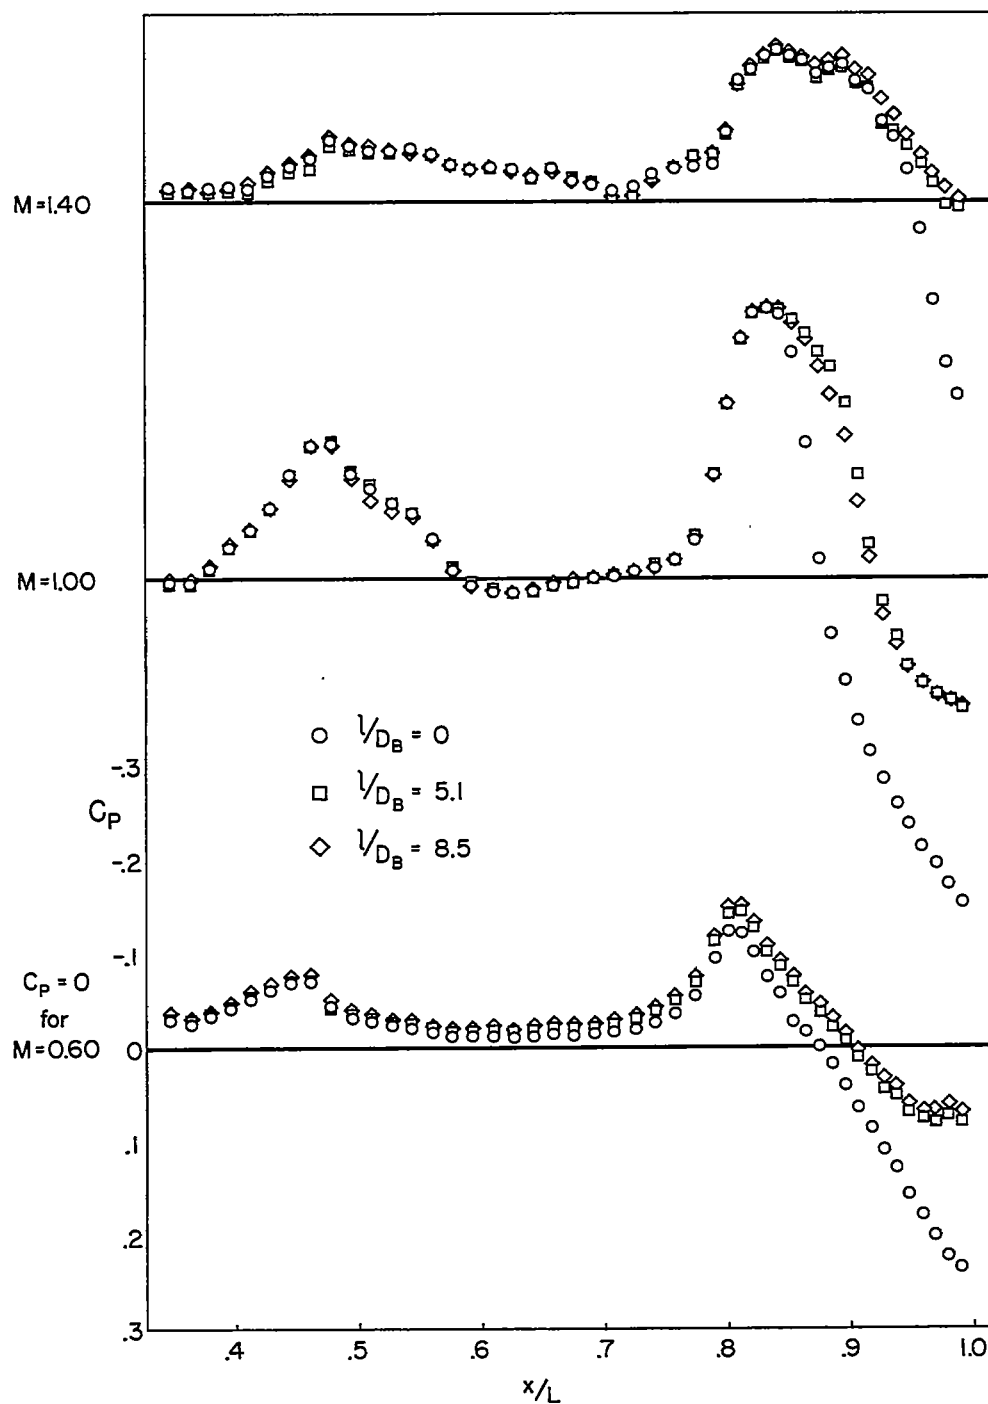 M=1.40
M=1.00
l/D_B = 0
l/D_B = 5.1
l/D_B = 8.5
-.3
C_P
-.2
-.1
C_P = 0
for
M=0.60
0
.1
.2
.3
.4 .5 .6 .7 .8 .9 1.0
x/L